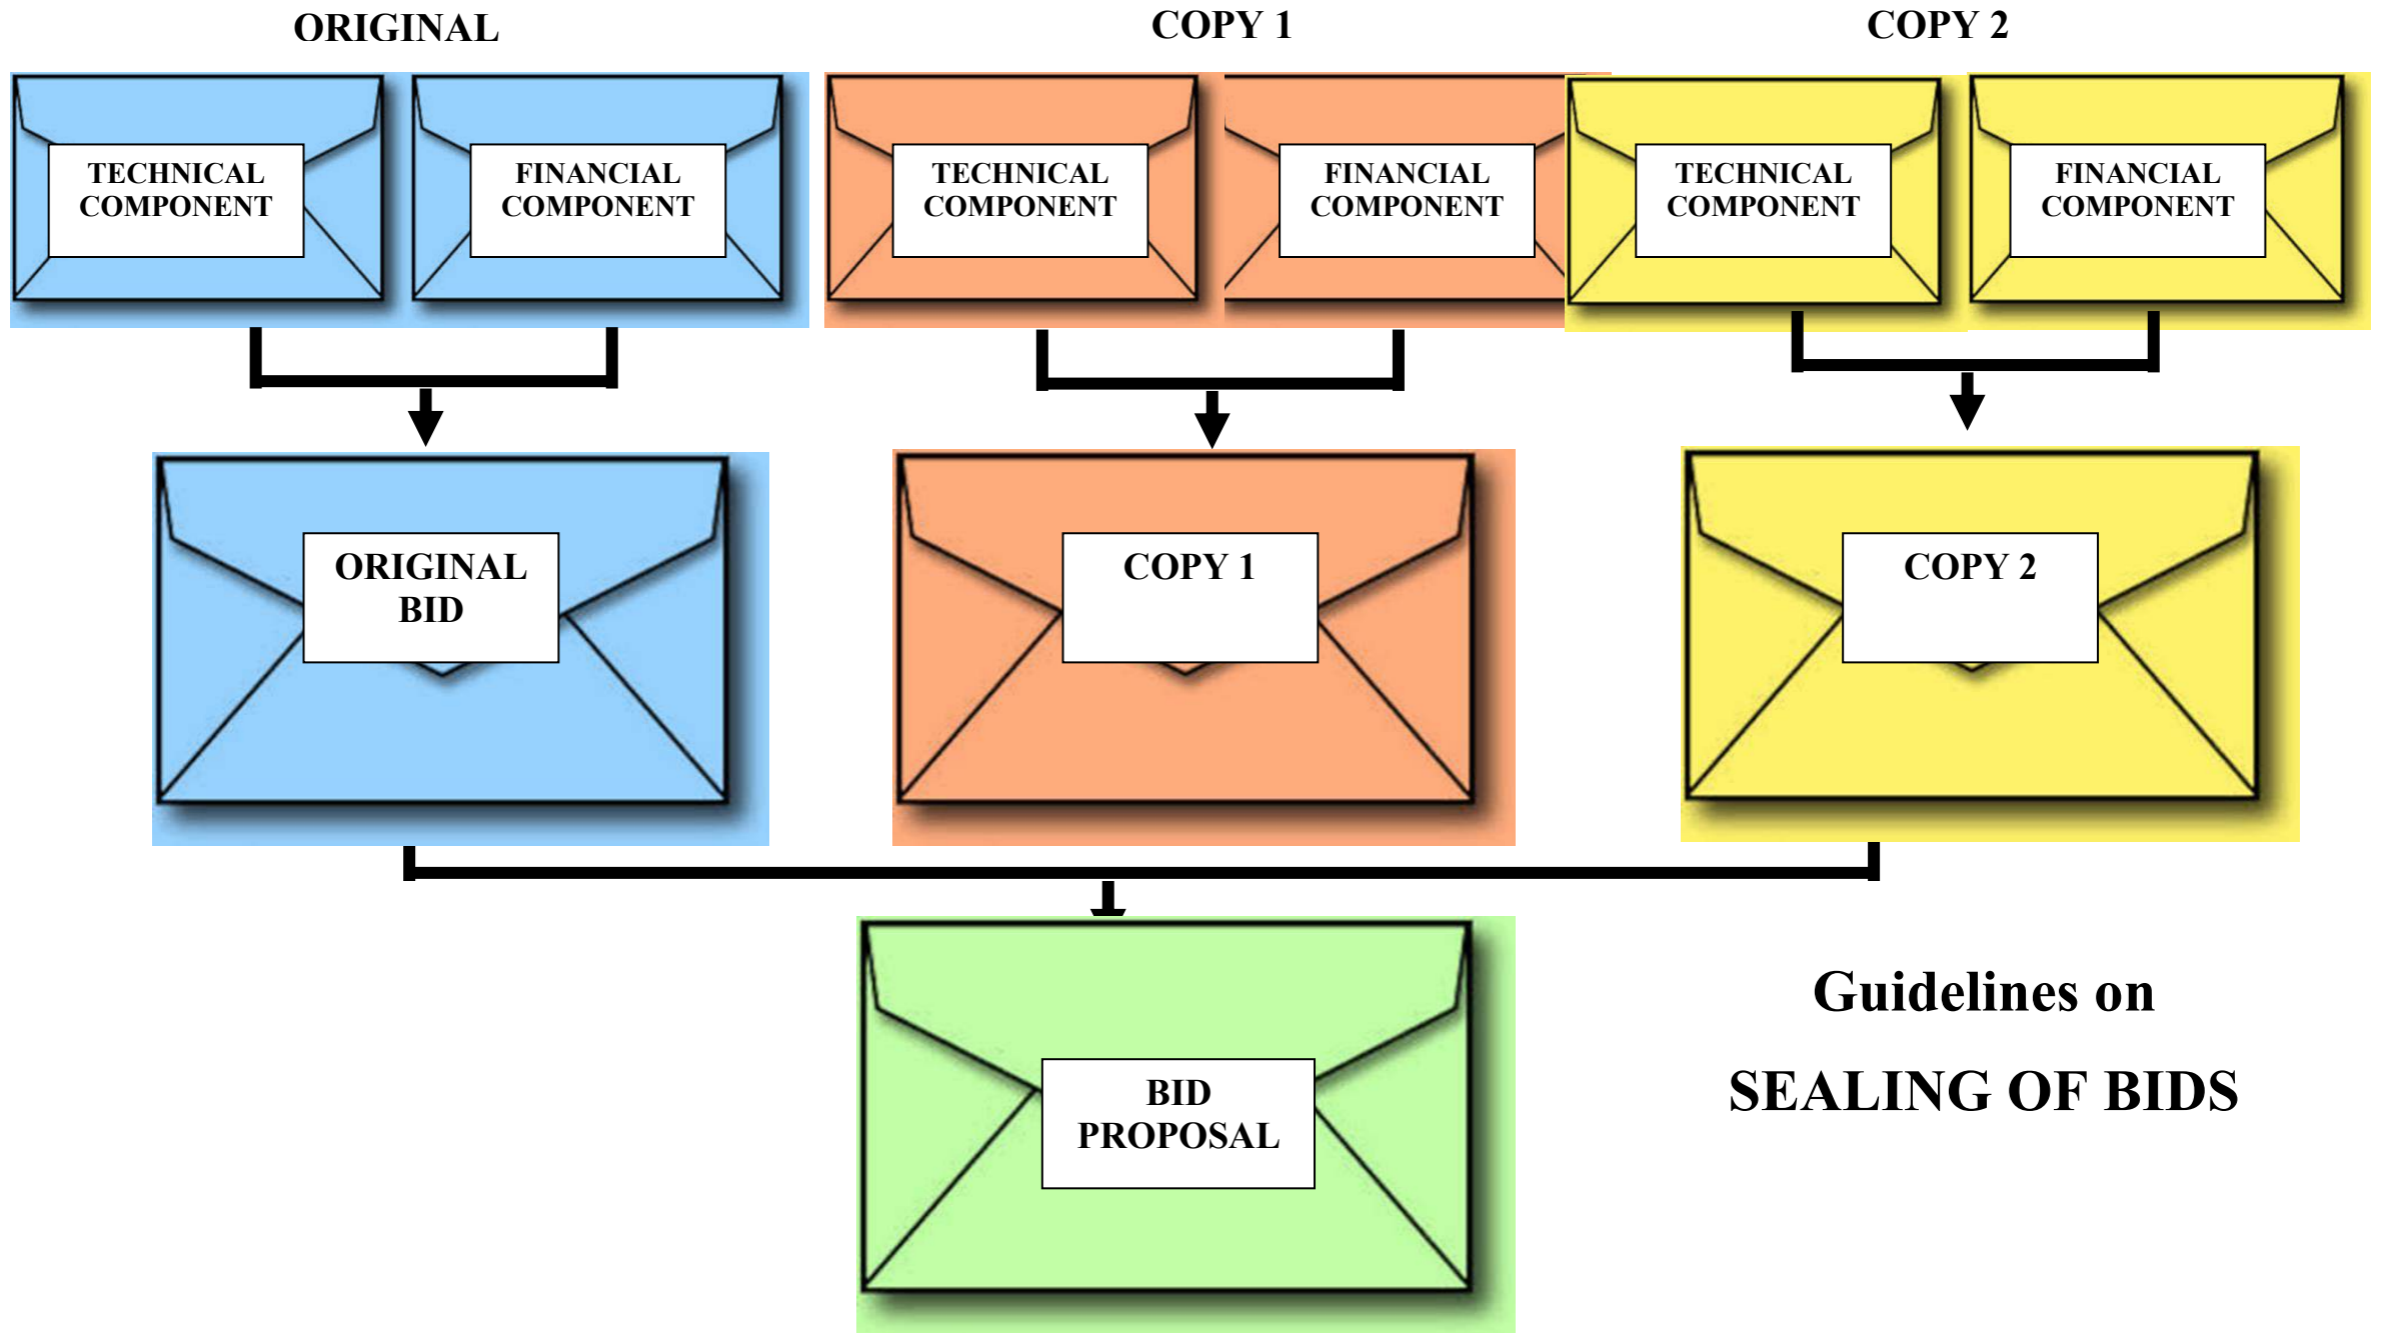 ORIGINAL
COPY 1
COPY 2
TECHNICAL
COMPONENT
FINANCIAL
COMPONENT
TECHNICAL
COMPONENT
FINANCIAL
COMPONENT
TECHNICAL
COMPONENT
FINANCIAL
COMPONENT
ORIGINAL
BID
COPY 1
COPY 2
BID
PROPOSAL
Guidelines on
SEALING OF BIDS